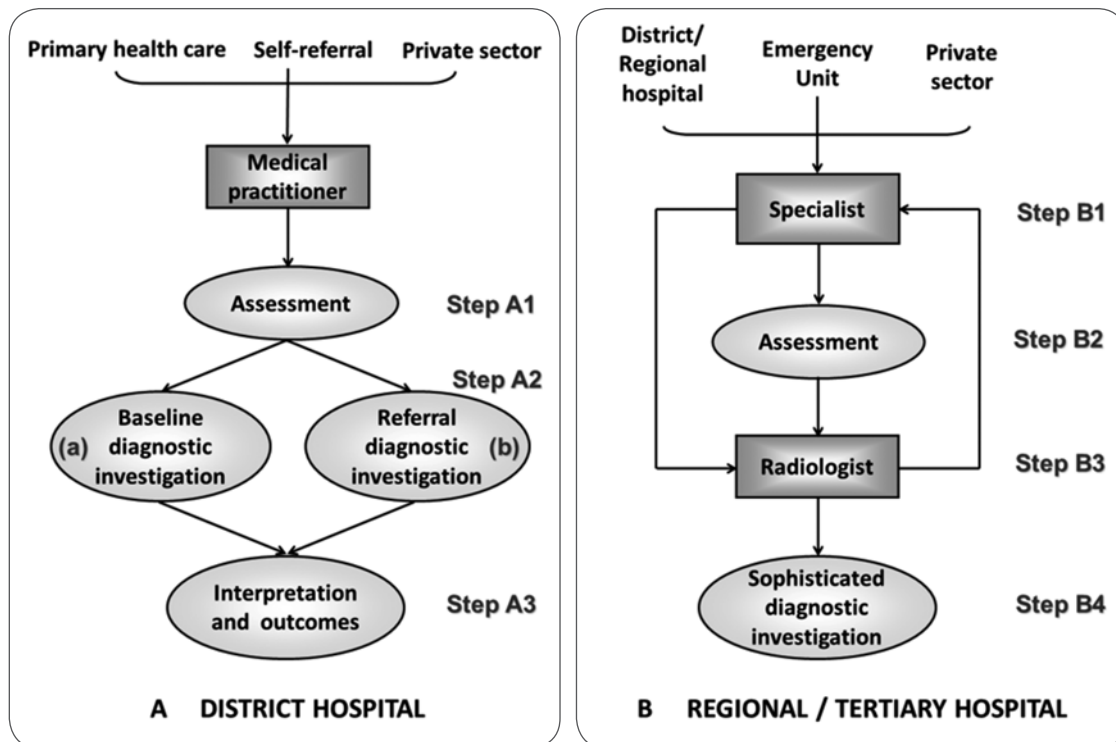 Primary health care
Self-referral
Private sector
Medical
practitioner
Assessment
Step A1
Step A2
Baseline
(a) diagnostic
investigation
Referral
diagnostic (b)
investigation
Interpretation
and outcomes
Step A3
A DISTRICT HOSPITAL
District/
Regional
hospital
Emergency
Unit
Private
sector
Specialist
Step B1
Assessment
Step B2
Radiologist
Step B3
Sophisticated
diagnostic
investigation
Step B4
B REGIONAL / TERTIARY HOSPITAL